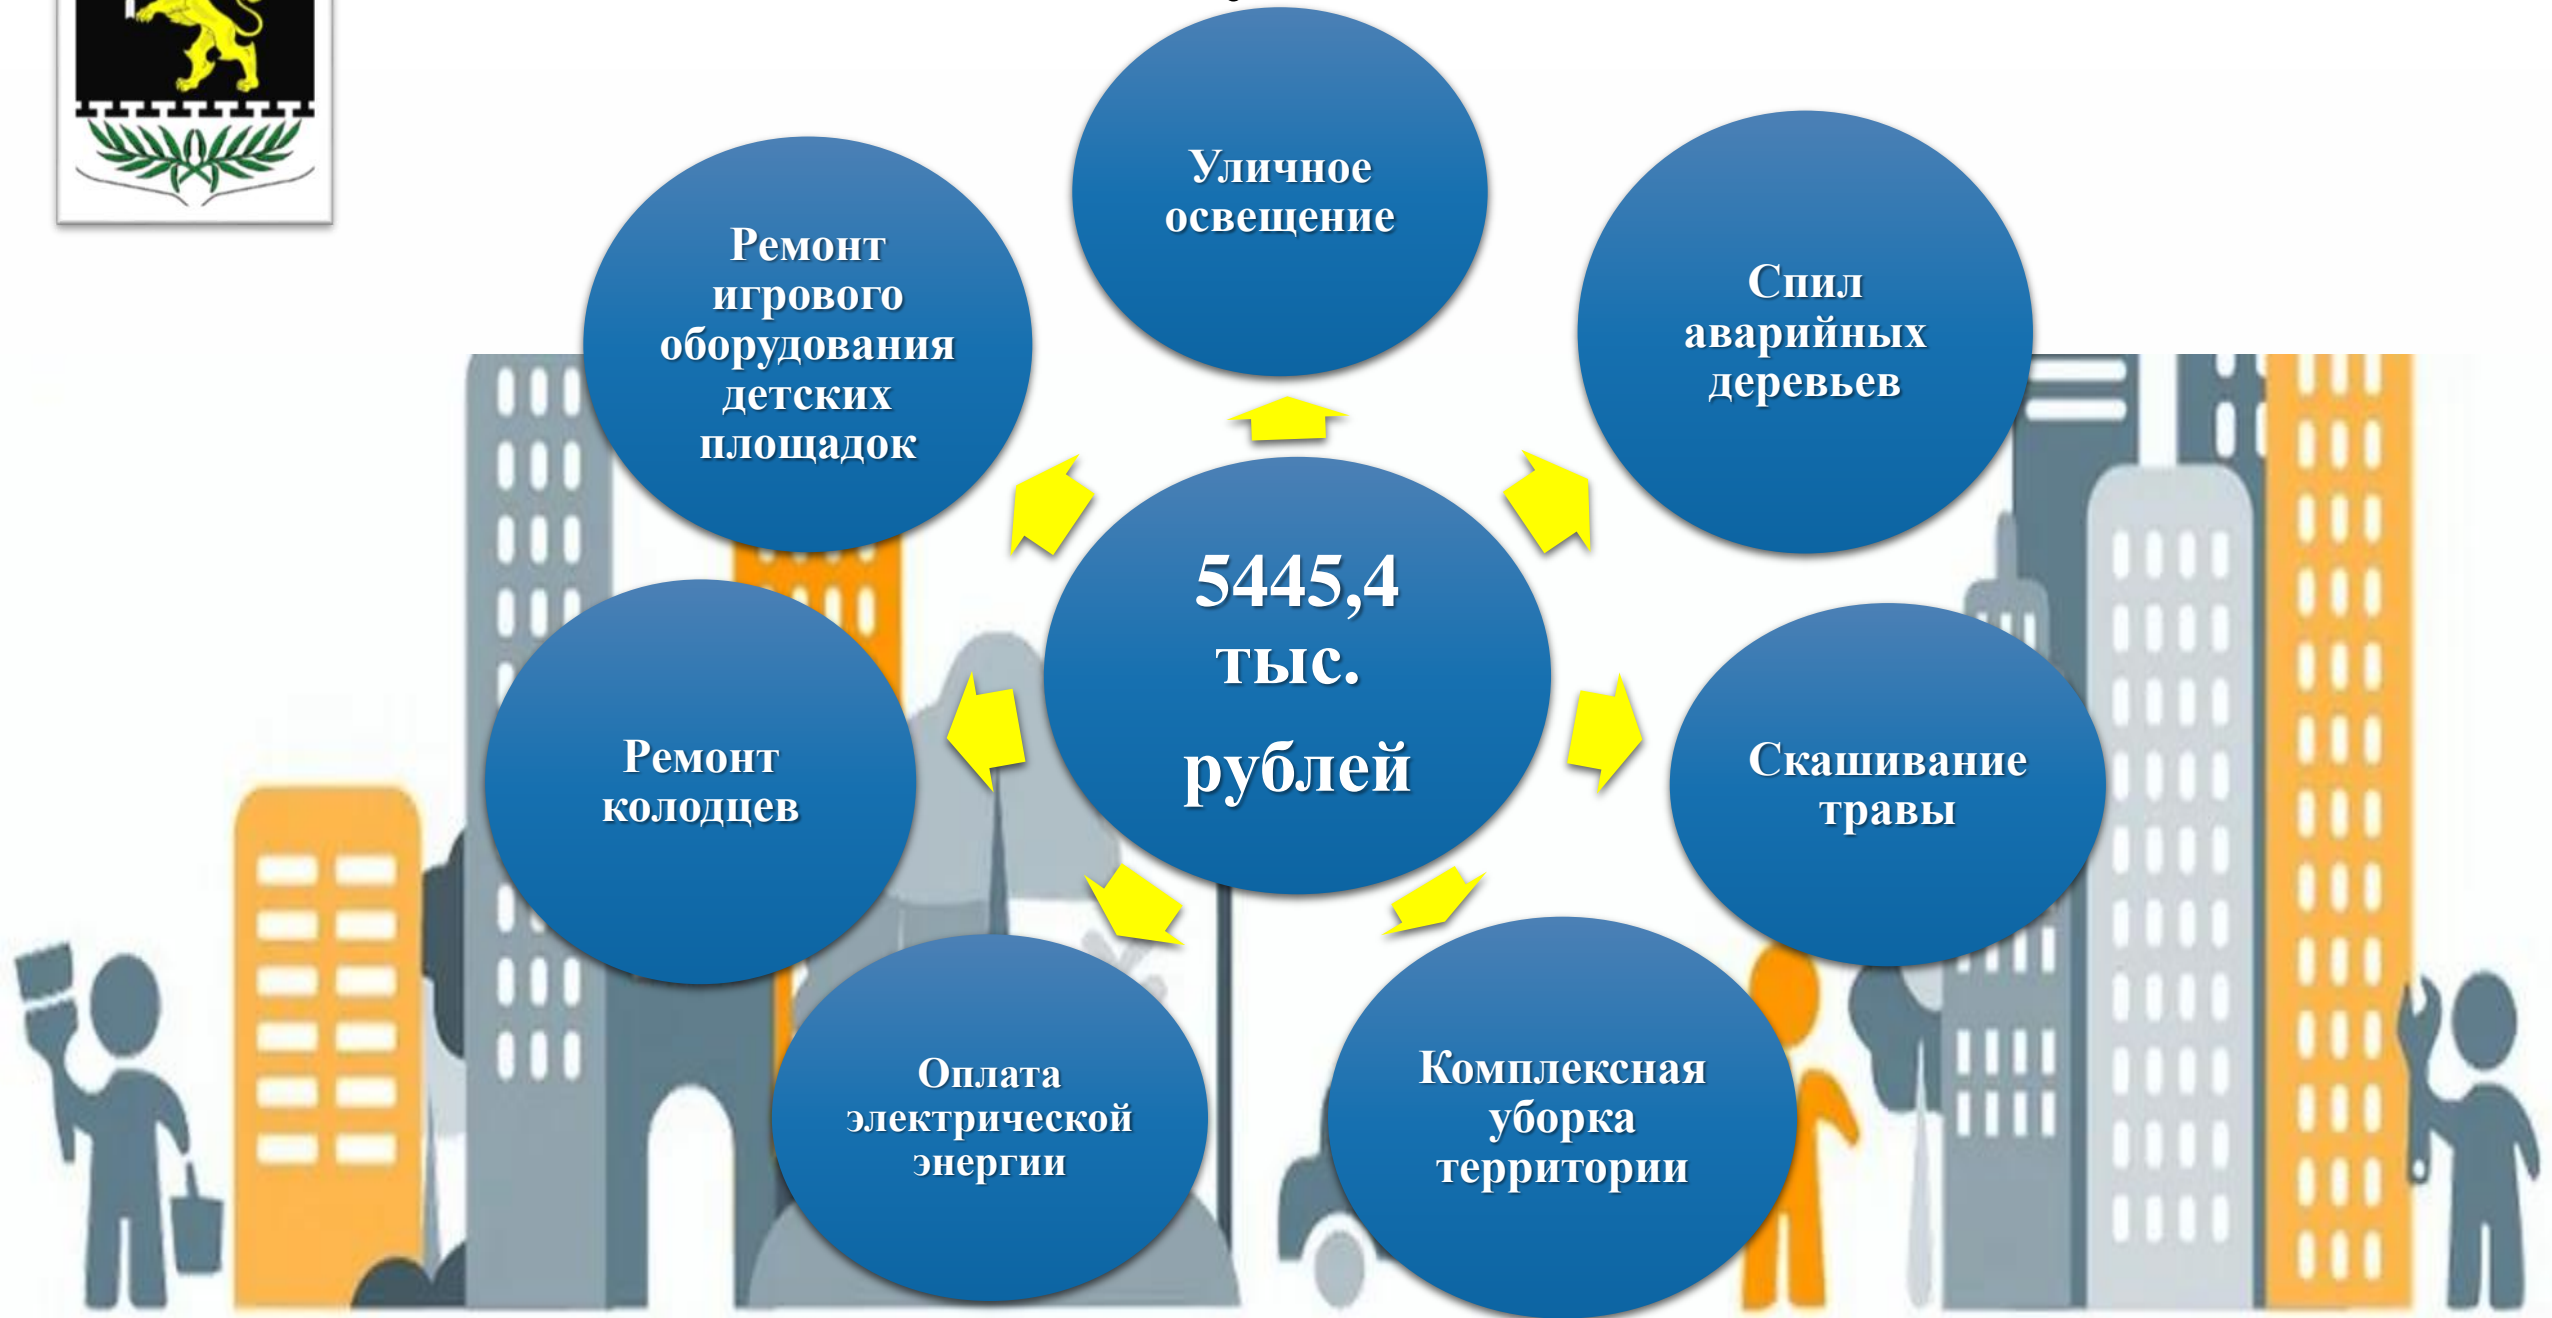 Уличное
освещение
Спил
аварийных
деревьев
Ремонт
игрового
оборудования
детских
площадок
5445,4
тыс.
рублей
Ремонт
колодцев
Скашивание
травы
Оплата
электрической
энергии
Комплексная
уборка
территории